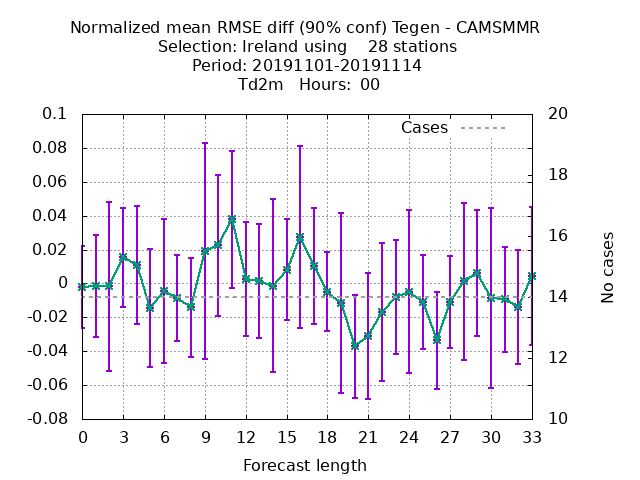 Normalized mean RMSE diff (90% conf) Tegen - CAMSMMR
Selection: Ireland using    28 stations
Period: 20191101-20191114
Td2m   Hours:  00
Cases
0.1
0.08
0.06
0.04
0.02
0
-0.02
-0.04
-0.06
-0.08
20
18
16
14
12
10
No cases
0 3 6 9 12 15 18 21 24 27 30 33
Forecast length